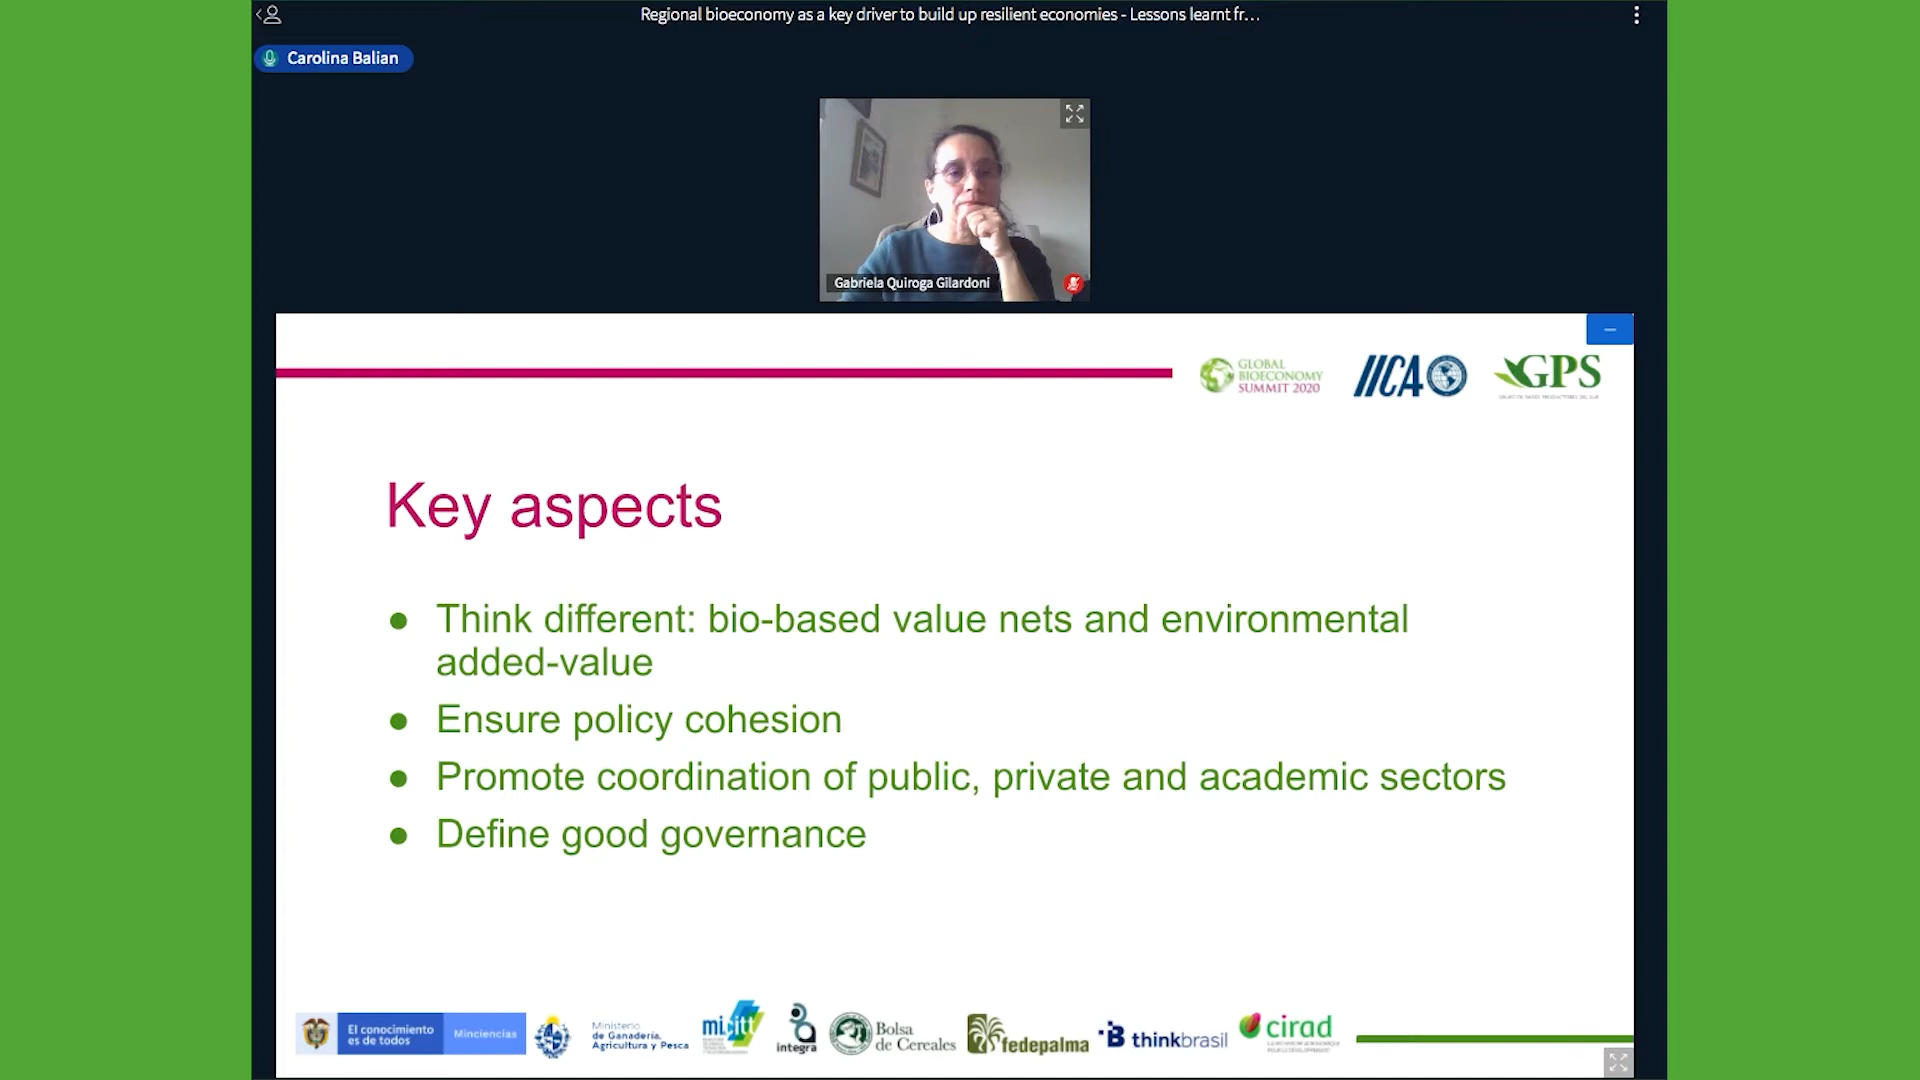 Regional bioeconomy as a key driver to build up resilient economies - Lessons learnt fr...
Carolina Balian
Gabriela Quiroga Gilardoni
GLOBAL
BIOECONOMY
SUMMIT 2020
IICA
GPS
Key aspects
● Think different: bio-based value nets and environmental
added-value
● Ensure policy cohesion
● Promote coordination of public, private and academic sectors
● Define good governance
El conocimiento
es de todos
Minciencias
Ministerio
de Ganadería,
Agricultura y Pesca
micitt
integra
Bolsa
de Cereales
fedepalma
B thinkbrasil
cirad